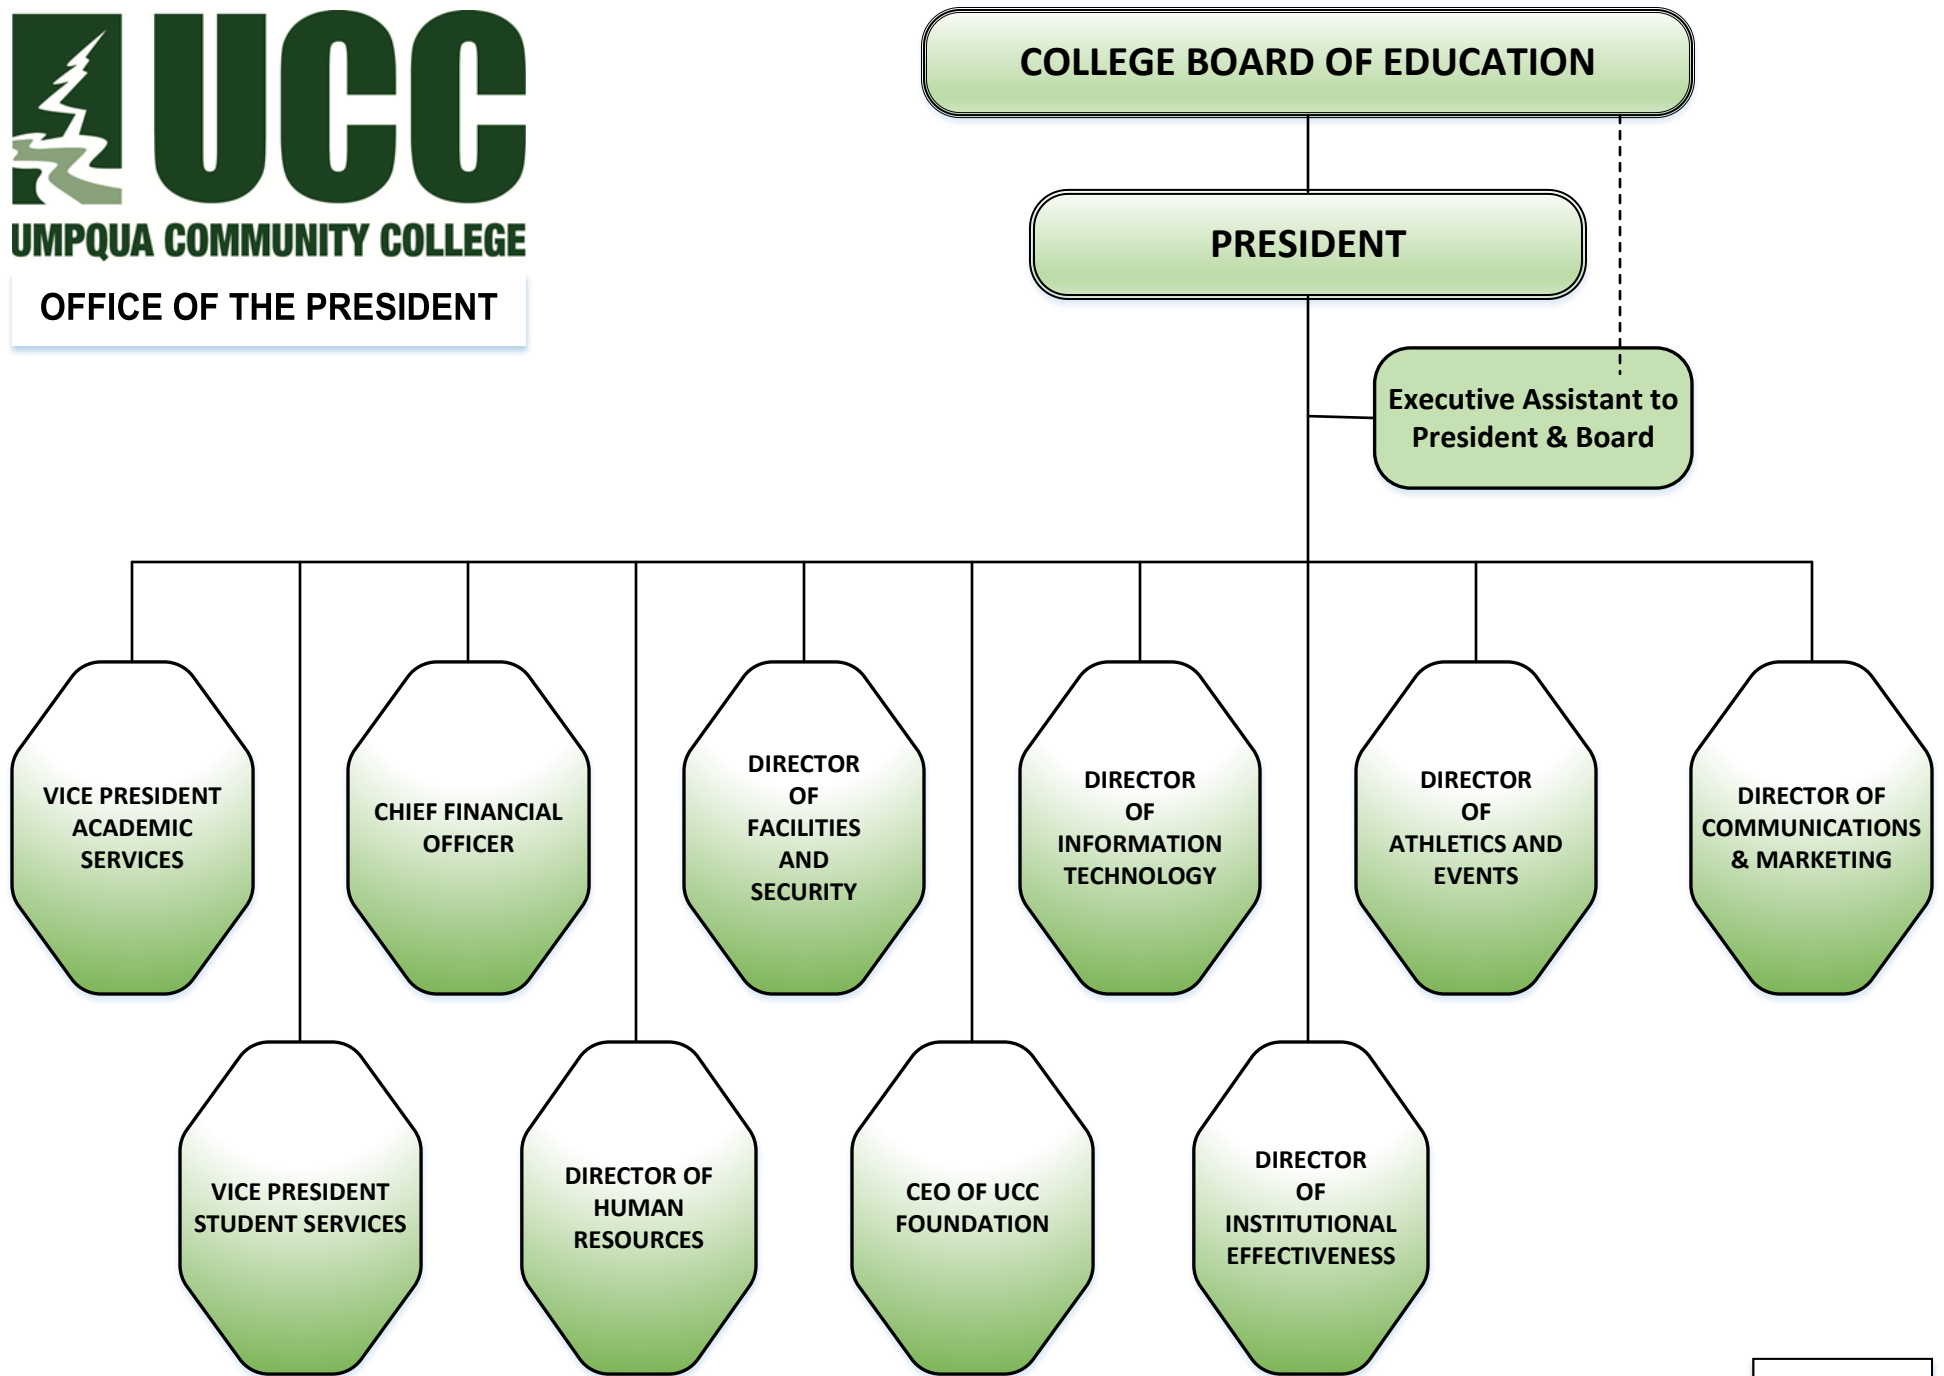 UCC
UMPQUA COMMUNITY COLLEGE
OFFICE OF THE PRESIDENT
COLLEGE BOARD OF EDUCATION
PRESIDENT
Executive Assistant to
President & Board
VICE PRESIDENT
ACADEMIC
SERVICES
CHIEF FINANCIAL
OFFICER
DIRECTOR
OF
FACILITIES
AND
SECURITY
DIRECTOR
OF
INFORMATION
TECHNOLOGY
DIRECTOR
OF
ATHLETICS AND
EVENTS
DIRECTOR OF
COMMUNICATIONS
& MARKETING
VICE PRESIDENT
STUDENT SERVICES
DIRECTOR OF
HUMAN
RESOURCES
CEO OF UCC
FOUNDATION
DIRECTOR
OF
INSTITUTIONAL
EFFECTIVENESS